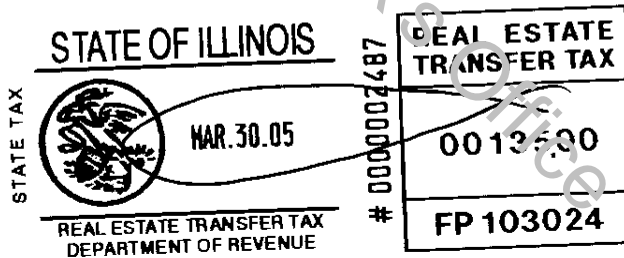 STATE OF ILLINOIS
STATE TAX
MAR.30.05
REAL ESTATE TRANSFER TAX
DEPARTMENT OF REVENUE
# 0000002487
REAL ESTATE
TRANSFER TAX
FP 103024
Office